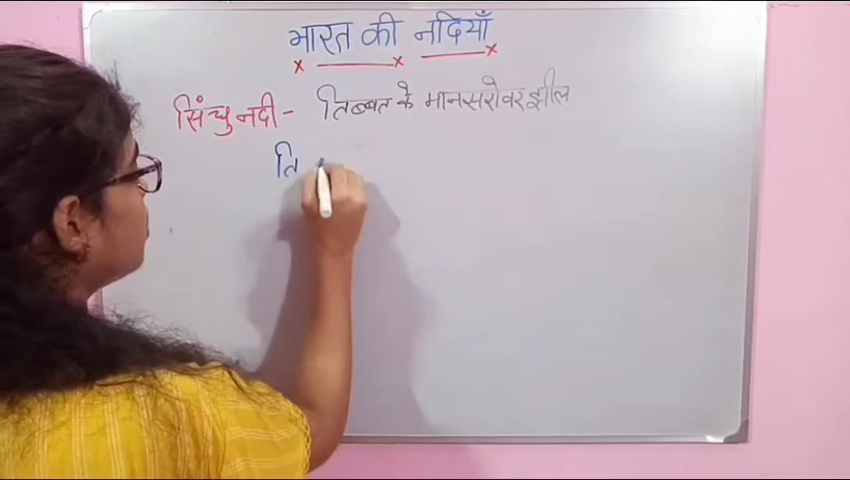 भारत की नदियाँ
सिंधु नदी - तिब्बत के मानसरोवर झील
ति